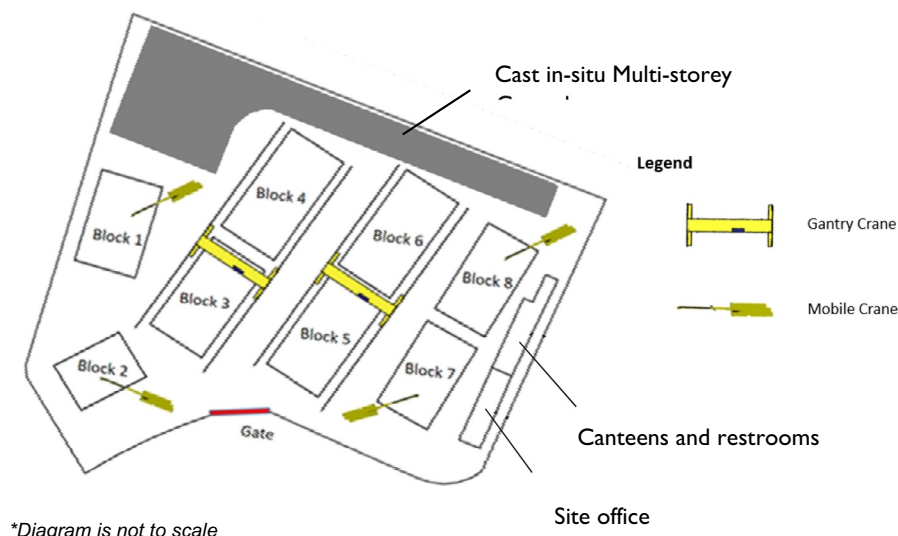 Cast in-situ Multi-storey
Legend
Gantry Crane
Mobile Crane
Block 4
Block 6
Block 1
Block 8
Block 3
Block 5
Block 2
Block 7
Gate
Canteens and restrooms
Site office
*Diagram is not to scale